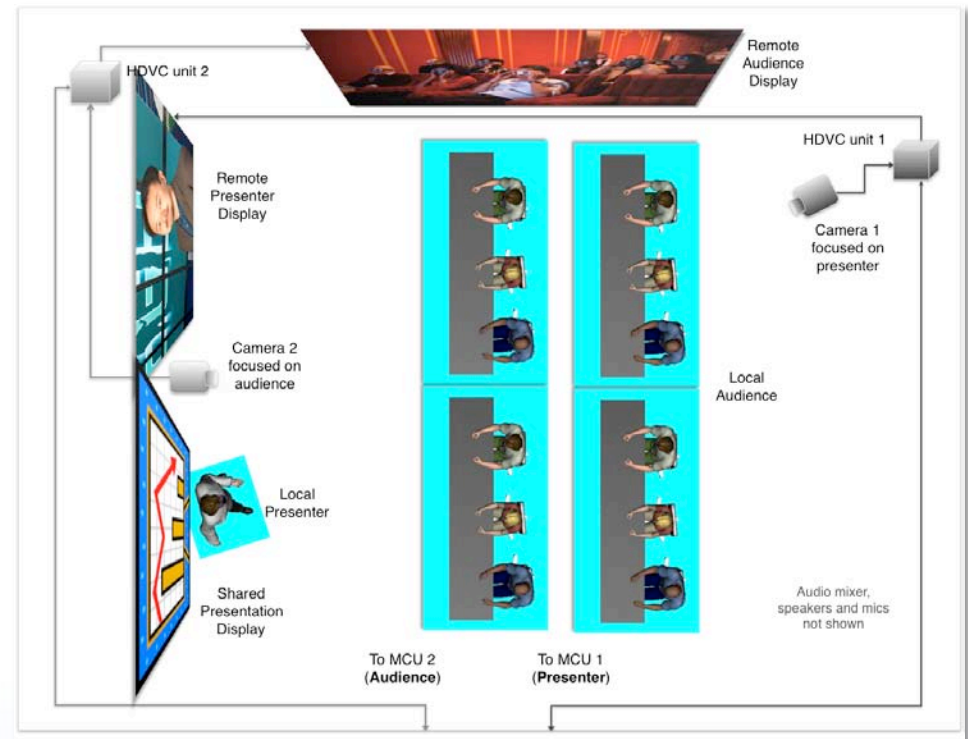 Remote
Audience
Display
HDVC unit 2
HDVC unit 1
Remote
Presenter
Display
Camera 1
focused on
presenter
Camera 2
focused on
audience
Local
Audience
Local
Presenter
Shared
Presentation
Display
Audio mixer,
speakers and mics
not shown
To MCU 2
(Audience)
To MCU 1
(Presenter)